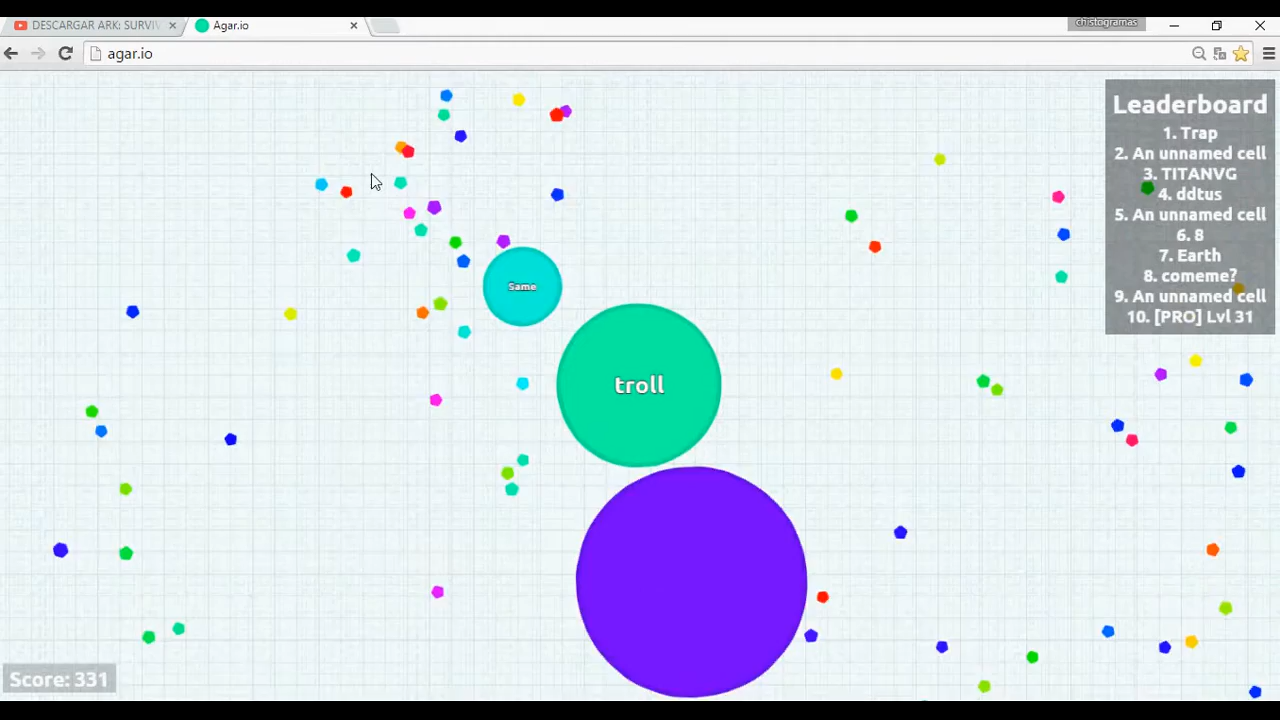 DESCARGAR ARK: SURVIV
Agar.io
chistogramas
agar.io
Leaderboard
1. Trap
2. An unnamed cell
3. TITANVG
4. ddtus
5. An unnamed cell
6. 8
7. Earth
8. comeme?
9. An unnamed cell
10. [PRO] Lvl 31
Same
troll
Score: 331